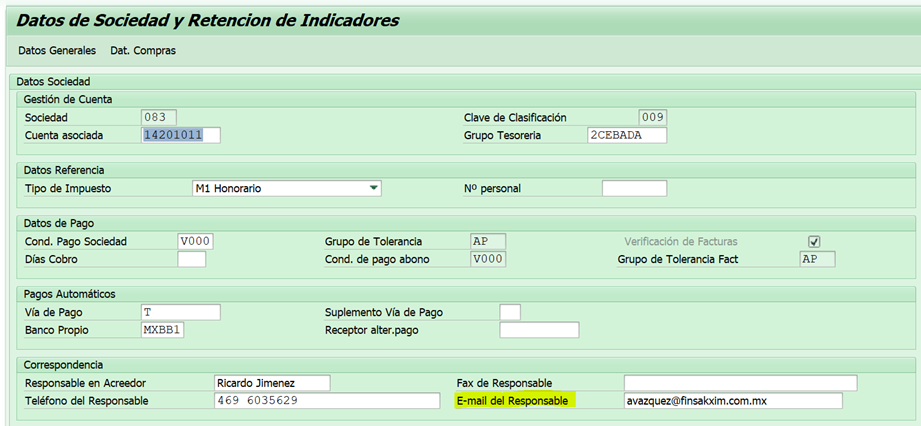 Datos de Sociedad y Retencion de Indicadores
Datos Generales Dat. Compras
Datos Sociedad
Gestión de Cuenta
Sociedad 083 Clave de Clasificación 009
Cuenta asociada 14201011 Grupo Tesoreria 2CEBADA
Datos Referencia
Tipo de Impuesto M1 Honorario Nº personal
Datos de Pago
Cond. Pago Sociedad V000 Grupo de Tolerancia AP Verificación de Facturas
Días Cobro Cond. de pago abono V000 Grupo de Tolerancia Fact AP
Pagos Automáticos
Vía de Pago T Suplemento Vía de Pago
Banco Propio MXBB1 Receptor alter.pago
Correspondencia
Responsable en Acreedor Ricardo Jimenez Fax de Responsable
Teléfono del Responsable 469 6035629 E-mail del Responsable avazquez@finsakxim.com.mx